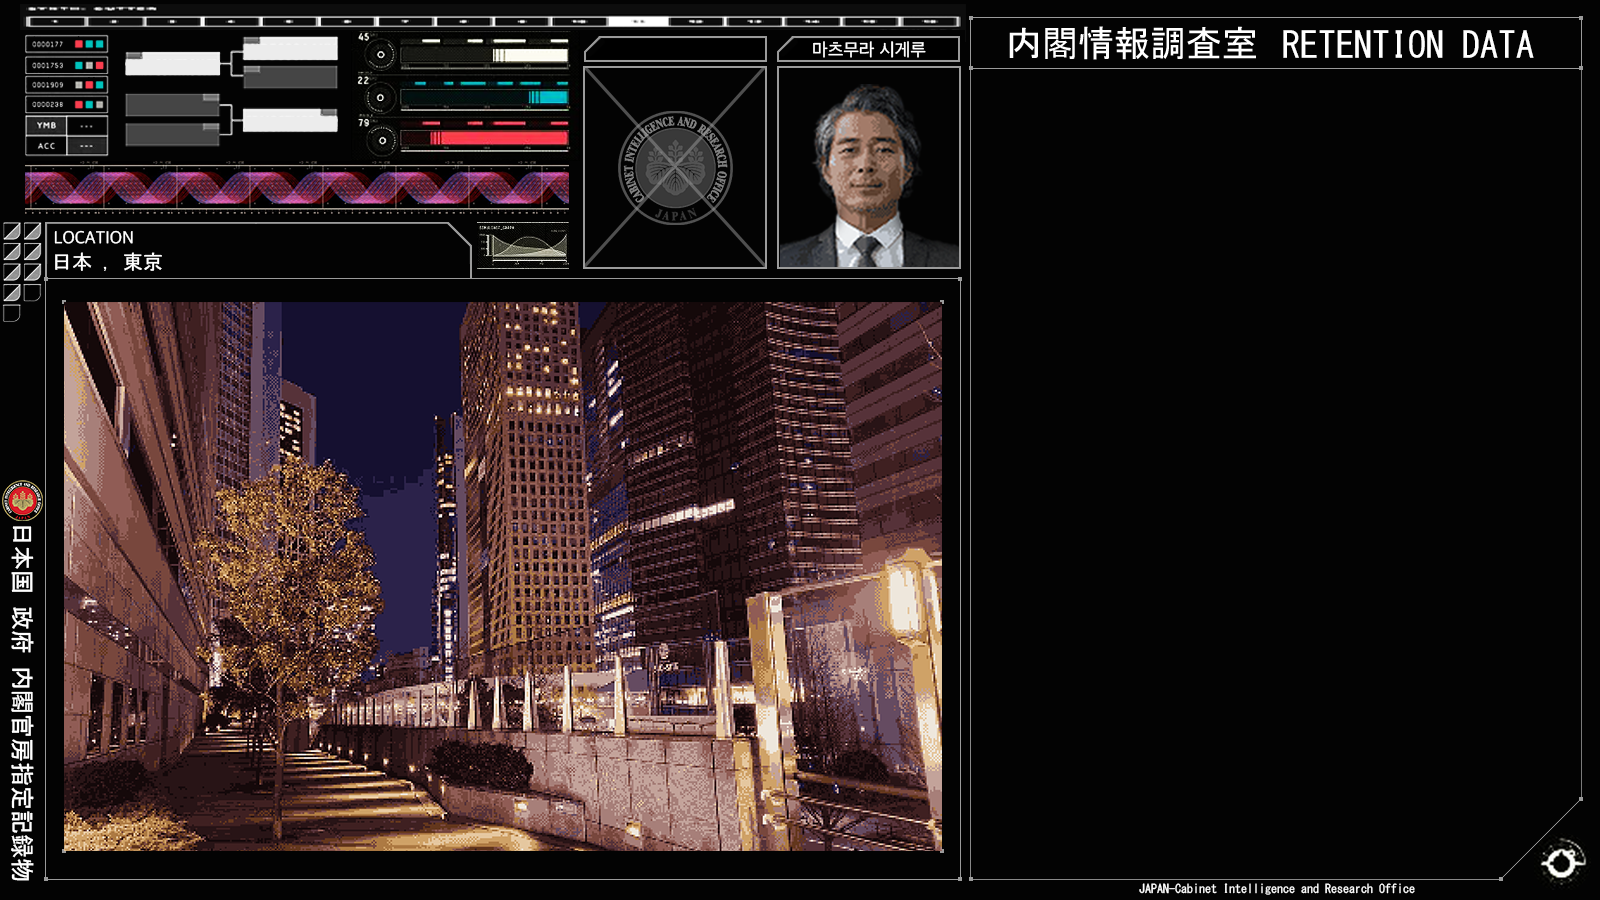 0000177
0001753
0001909
0000238
YMB ---
ACC ---
45
22
79
마츠무라 시게루
CABINET INTELLIGENCE AND RESEARCH OFFICE
JAPAN
LOCATION
日本 , 東京
内閣情報調査室 RETENTION DATA
日本国 政府 内閣官房指定記録物
JAPAN-Cabinet Intelligence and Research Office